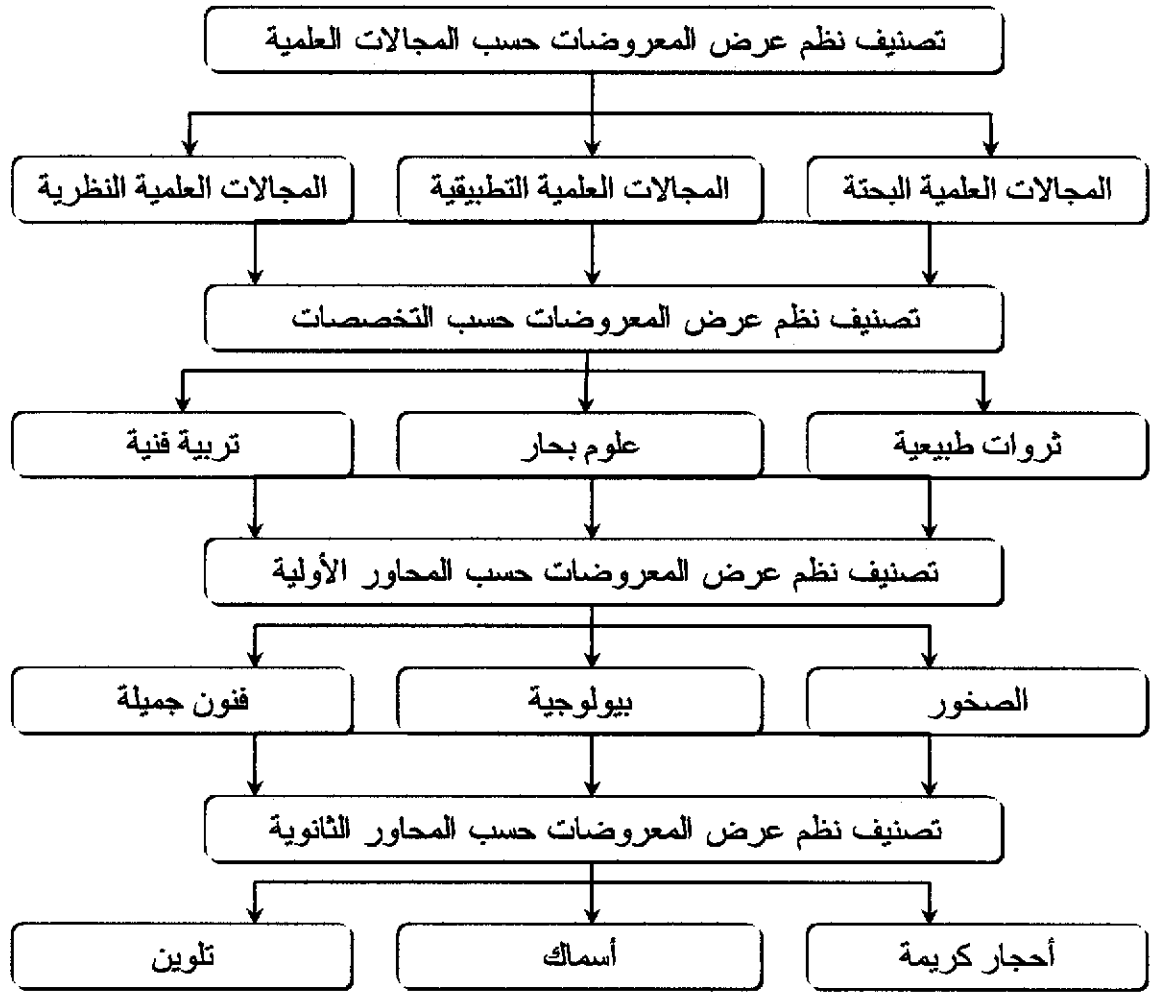 تصنيف نظم عرض المعروضات حسب المجالات العلمية
المجالات العلمية البحتة
المجالات العلمية التطبيقية
المجالات العلمية النظرية
تصنيف نظم عرض المعروضات حسب التخصصات
ثروات طبيعية
علوم بحار
تربية فنية
تصنيف نظم عرض المعروضات حسب المحاور الأولية
الصخور
بيولوجية
فنون جميلة
تصنيف نظم عرض المعروضات حسب المحاور الثانوية
أحجار كريمة
أسماك
تلوين